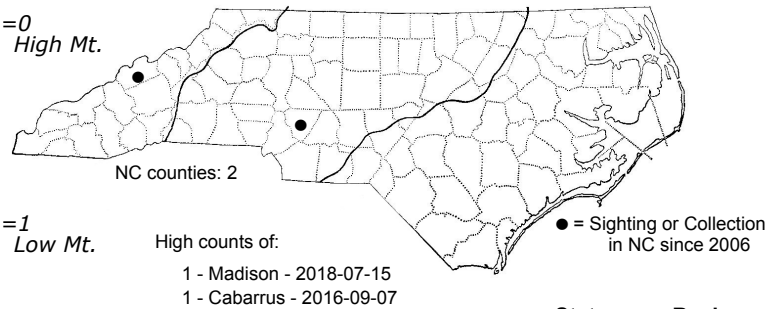 =0
High Mt.
NC counties: 2
=1
Low Mt.
High counts of:
1 - Madison - 2018-07-15
1 - Cabarrus - 2016-09-07
● = Sighting or Collection
in NC since 2006